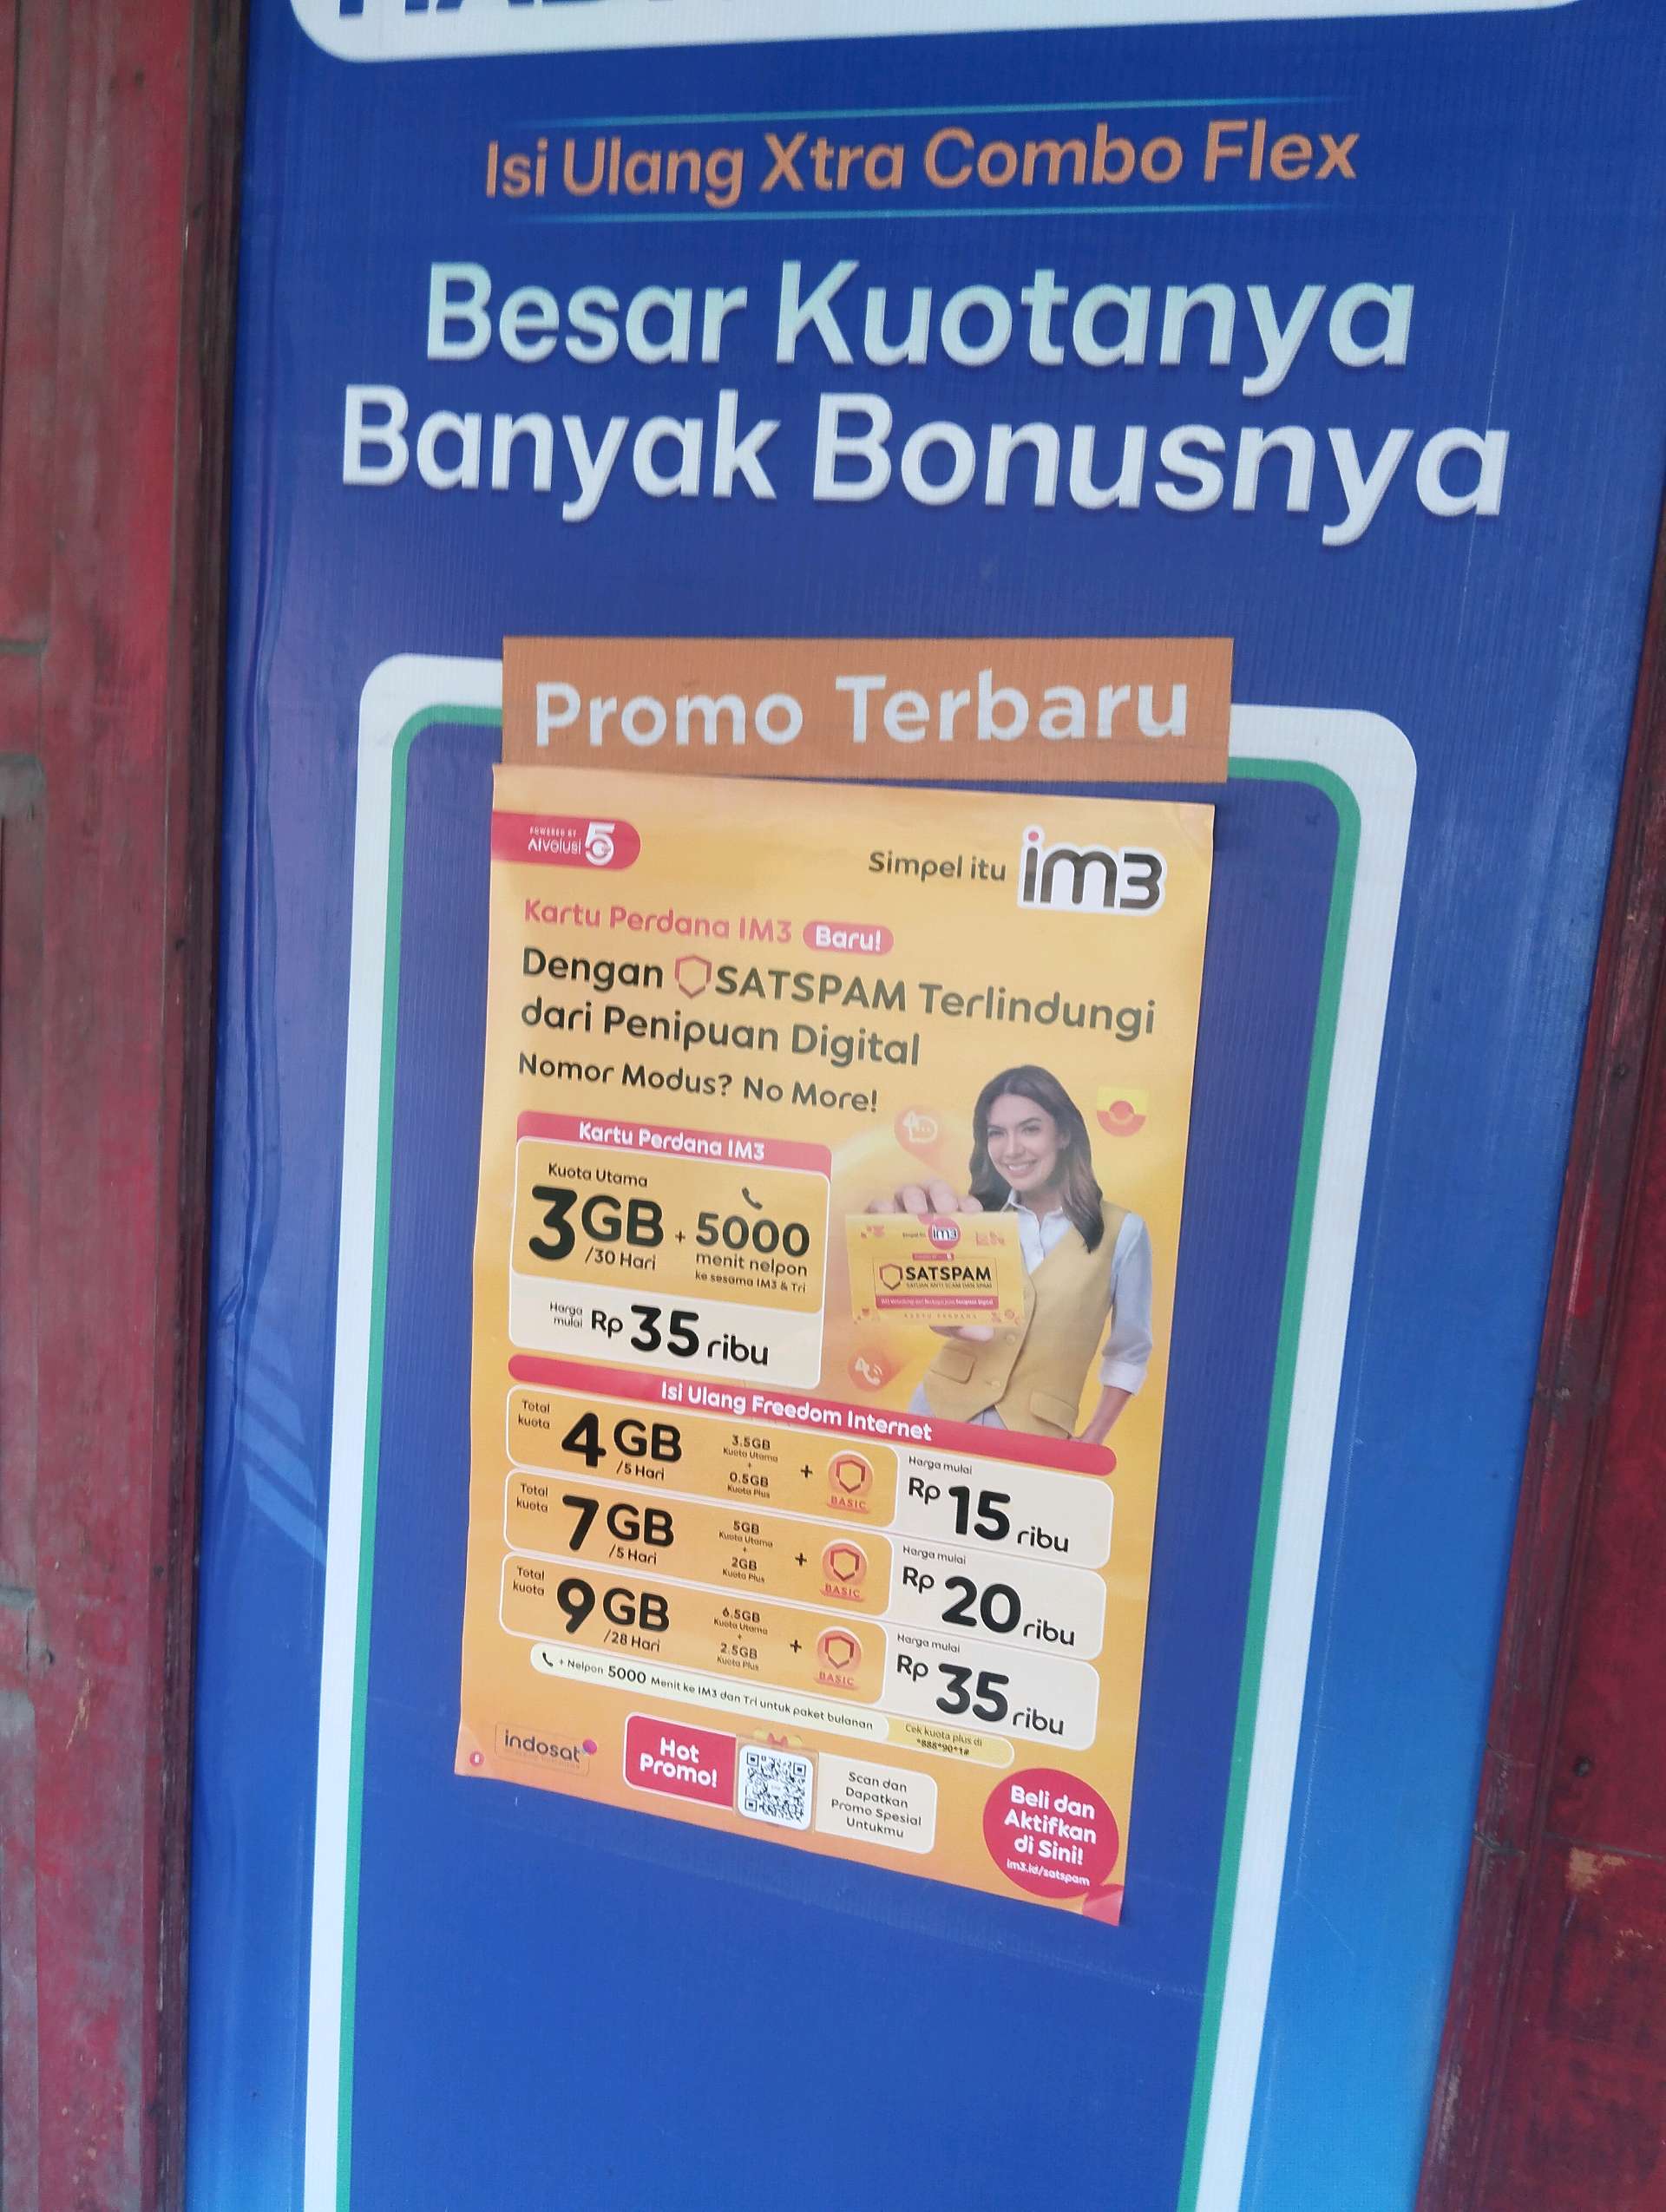 Isi Ulang Xtra Combo Flex
Besar Kuotanya
Banyak Bonusnya
Promo Terbaru
POWERED BY
AIvolusi 5G
Simpel itu im3
Kartu Perdana IM3 Baru!
Dengan SATSPAM Terlindungi
dari Penipuan Digital
Nomor Modus? No More!
Kartu Perdana IM3
Kuota Utama
3GB /30 Hari + 5000
menit nelpon
ke sesama IM3 & Tri
Harga mulai Rp 35 ribu
im3
SATSPAM
Isi Ulang Freedom Internet
Total kuota 4GB /5 Hari 3.5GB Kuota Utama + 0.5GB Kuota Plus + BASIC Harga mulai Rp 15 ribu
Total kuota 7GB /5 Hari 5GB Kuota Utama + 2GB Kuota Plus + BASIC Harga mulai Rp 20 ribu
Total kuota 9GB /28 Hari 6.5GB Kuota Utama + 2.5GB Kuota Plus + BASIC Harga mulai Rp 35 ribu
+ Nelpon 5000 Menit ke IM3 dan Tri untuk paket bulanan
Cek kuota plus di
*888*90*1#
indosat
Hot
Promo!
Scan dan
Dapatkan
Promo Spesial
Untukmu
Beli dan
Aktifkan
di Sini!
im3.id/satspam